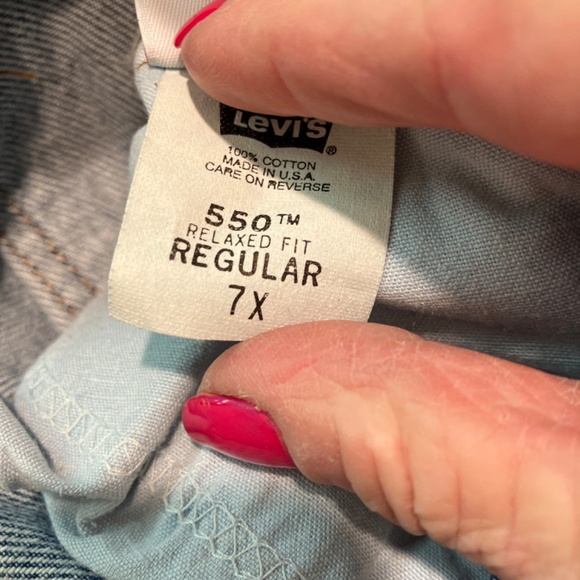 Levi's®
100% COTTON
MADE IN U.S.A.
CARE ON REVERSE
550™
RELAXED FIT
REGULAR
7X